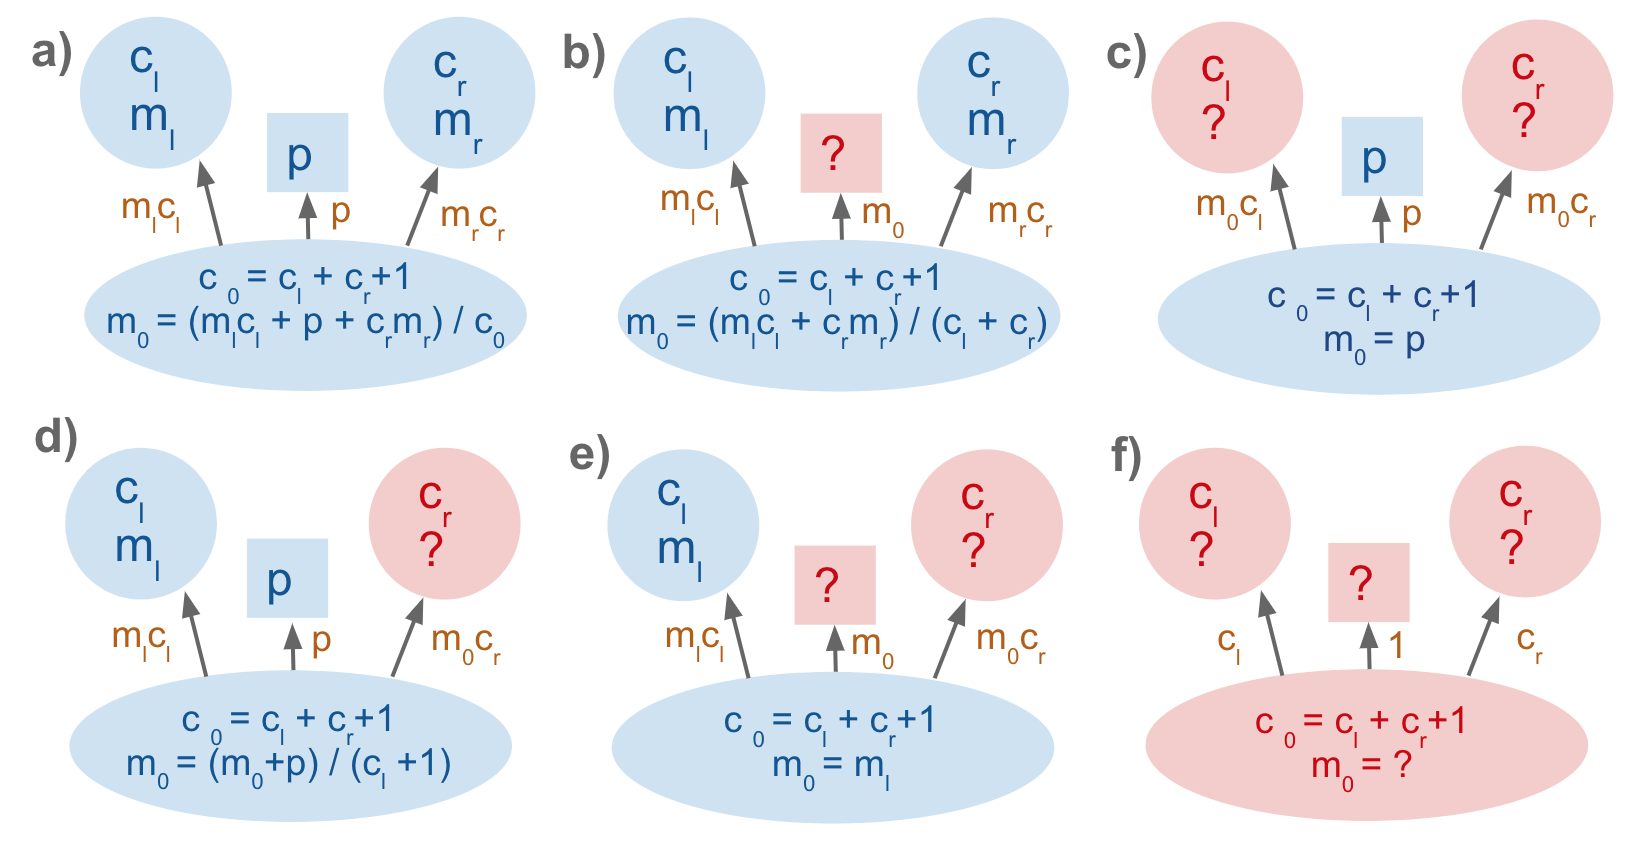 a)
c_l
m_l
p
c_r
m_r
m_lc_l
p
m_rc_r
c_0 = c_l + c_r+1
m_0 = (m_lc_l + p + c_rm_r) / c_0
b)
c_l
m_l
?
c_r
m_r
m_lc_l
m_0
m_rc_r
c_0 = c_l + c_r+1
m_0 = (m_lc_l + c_rm_r) / (c_l + c_r)
c)
c_l
?
p
c_r
?
m_0c_l
p
m_0c_r
c_0 = c_l + c_r+1
m_0 = p
d)
c_l
m_l
p
c_r
?
m_lc_l
p
m_0c_r
c_0 = c_l + c_r+1
m_0 = (m_0+p) / (c_l +1)
e)
c_l
m_l
?
c_r
?
m_lc_l
m_0
m_0c_r
c_0 = c_l + c_r+1
m_0 = m_l
f)
c_l
?
?
c_r
?
c_l
1
c_r
c_0 = c_l + c_r+1
m_0 = ?